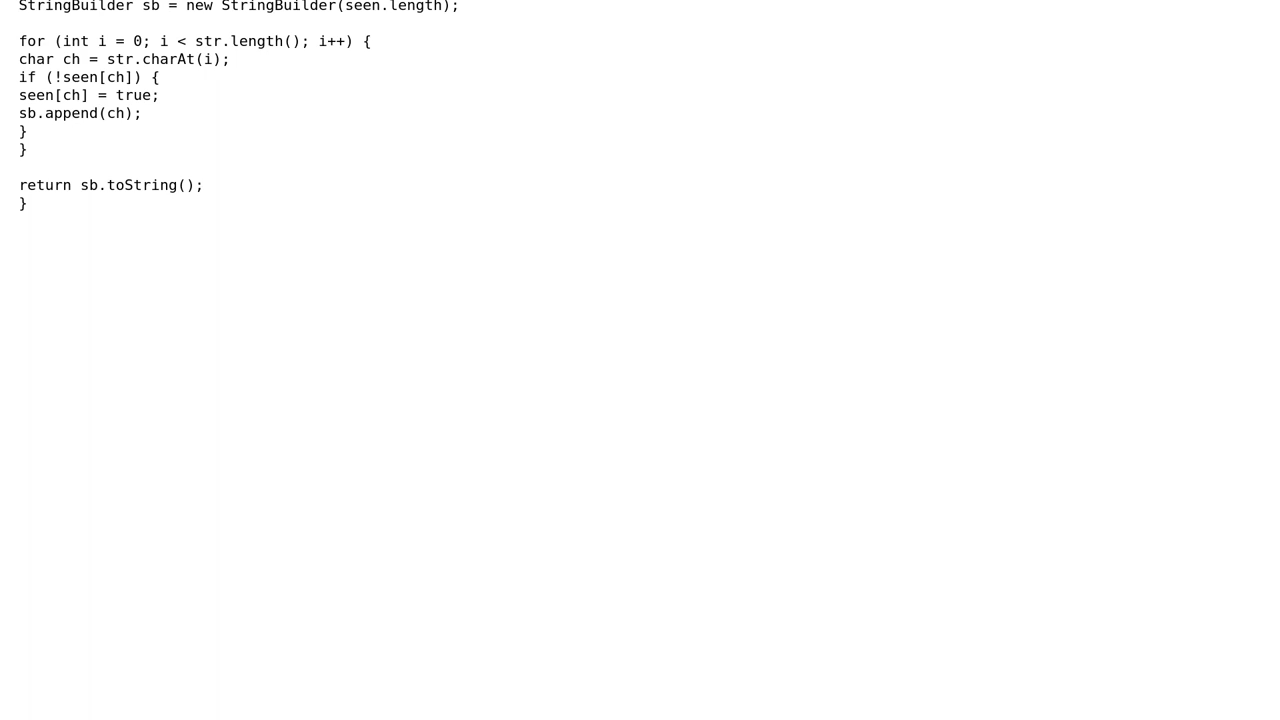 StringBuilder sb = new StringBuilder(seen.length);
for (int i = 0; i < str.length(); i++) {
char ch = str.charAt(i);
if (!seen[ch]) {
seen[ch] = true;
sb.append(ch);
}
}
return sb.toString();
}